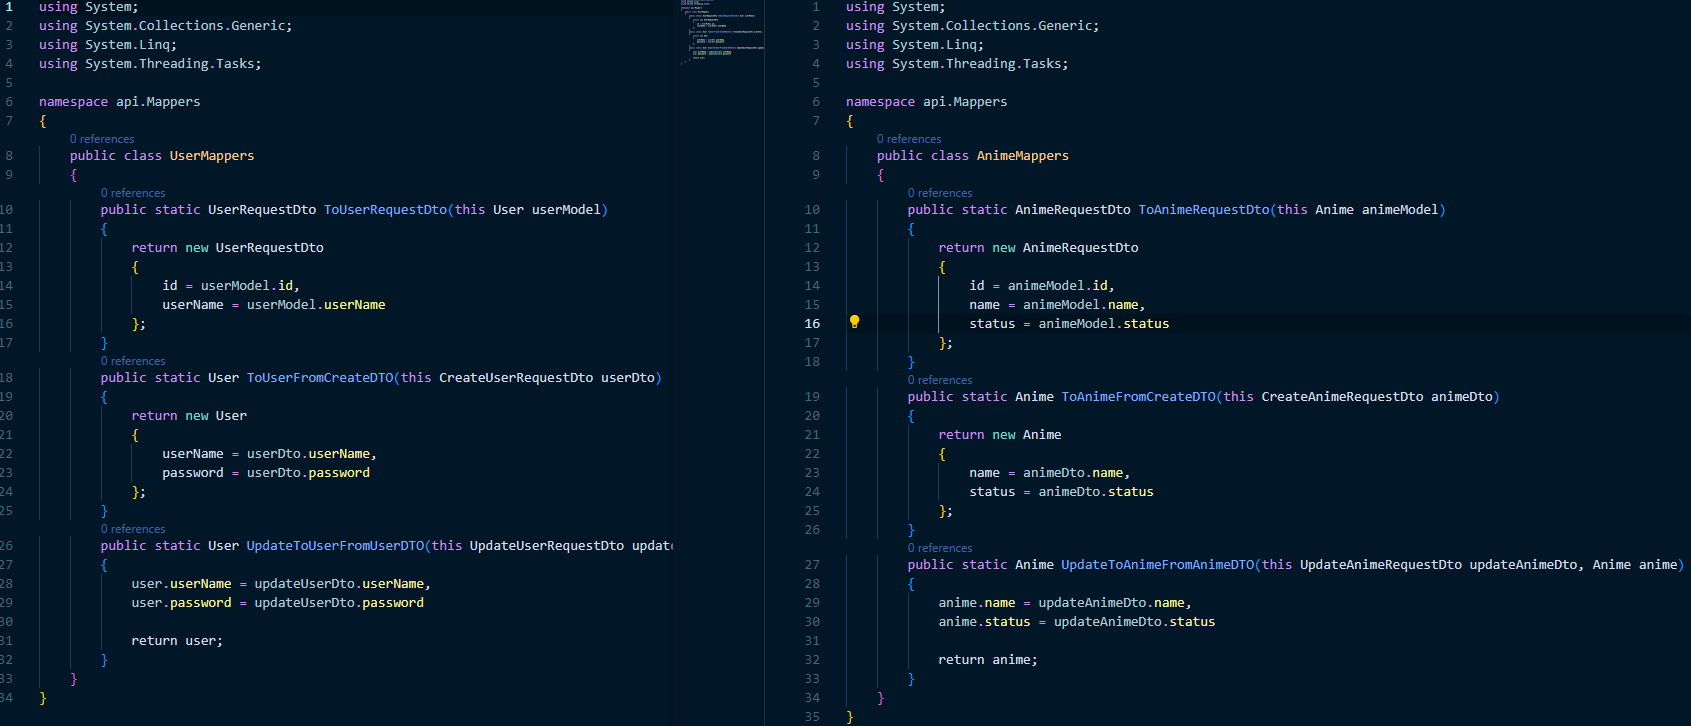 1 using System;
2 using System.Collections.Generic;
3 using System.Linq;
4 using System.Threading.Tasks;
5
6 namespace api.Mappers
7 {
0 references
8 public class UserMappers
9 {
0 references
10 public static UserRequestDto ToUserRequestDto(this User userModel)
11 {
12 return new UserRequestDto
13 {
14 id = userModel.id,
15 userName = userModel.userName
16 };
17 }
0 references
18 public static User ToUserFromCreateDTO(this CreateUserRequestDto userDto)
19 {
20 return new User
21 {
22 userName = userDto.userName,
23 password = userDto.password
24 };
25 }
0 references
26 public static User UpdateToUserFromUserDTO(this UpdateUserRequestDto update
27 {
28 user.userName = updateUserDto.userName,
29 user.password = updateUserDto.password
30
31 return user;
32 }
33 }
34 }
1 using System;
2 using System.Collections.Generic;
3 using System.Linq;
4 using System.Threading.Tasks;
5
6 namespace api.Mappers
7 {
0 references
8 public class AnimeMappers
9 {
0 references
10 public static AnimeRequestDto ToAnimeRequestDto(this Anime animeModel)
11 {
12 return new AnimeRequestDto
13 {
14 id = animeModel.id,
15 name = animeModel.name,
16 status = animeModel.status
17 };
18 }
0 references
19 public static Anime ToAnimeFromCreateDTO(this CreateAnimeRequestDto animeDto)
20 {
21 return new Anime
22 {
23 name = animeDto.name,
24 status = animeDto.status
25 };
26 }
0 references
27 public static Anime UpdateToAnimeFromAnimeDTO(this UpdateAnimeRequestDto updateAnimeDto, Anime anime)
28 {
29 anime.name = updateAnimeDto.name,
30 anime.status = updateAnimeDto.status
31
32 return anime;
33 }
34 }
35 }